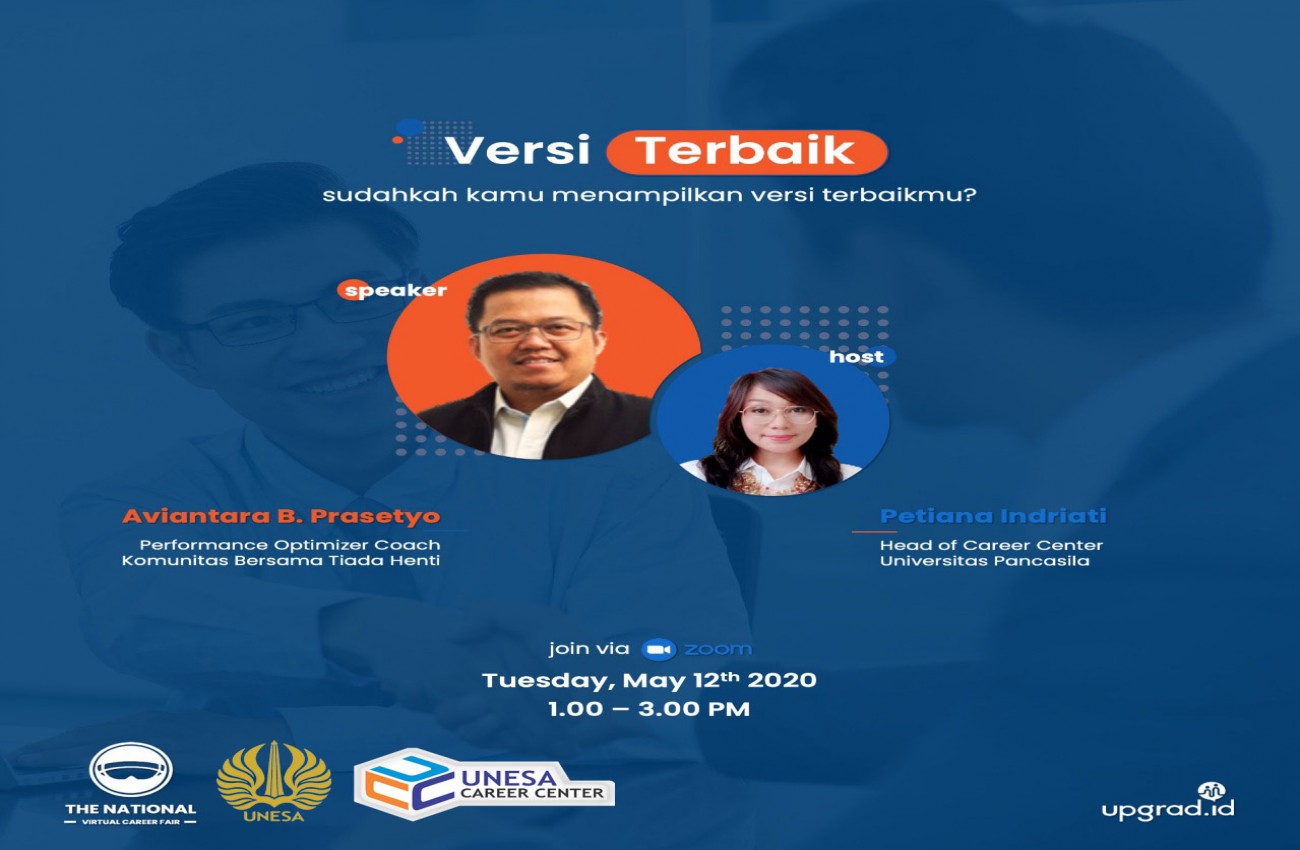 Versi Terbaik
sudahkah kamu menampilkan versi terbaikmu?
speaker
host
Aviantara B. Prasetyo
Performance Optimizer Coach
Komunitas Bersama Tiada Henti
Petiana Indriati
Head of Career Center
Universitas Pancasila
join via zoom
Tuesday, May 12th 2020
1.00 – 3.00 PM
THE NATIONAL
VIRTUAL CAREER FAIR
UNESA
UNESA
CAREER CENTER
upgrad.id